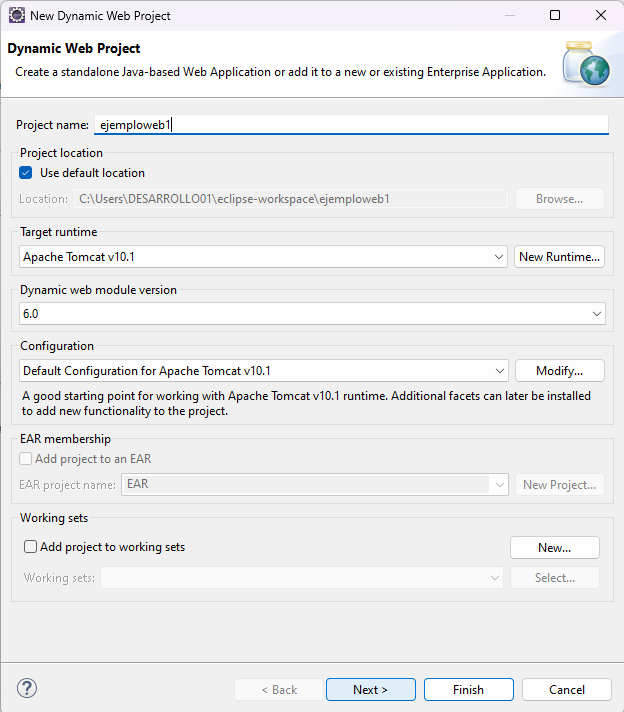 New Dynamic Web Project
Dynamic Web Project
Create a standalone Java-based Web Application or add it to a new or existing Enterprise Application.
Project name: ejemploweb1
Project location
Use default location
Location: C:\Users\DESARROLLO01\eclipse-workspace\ejemploweb1 Browse...
Target runtime
Apache Tomcat v10.1 New Runtime...
Dynamic web module version
6.0
Configuration
Default Configuration for Apache Tomcat v10.1 Modify...
A good starting point for working with Apache Tomcat v10.1 runtime. Additional facets can later be installed
to add new functionality to the project.
EAR membership
Add project to an EAR
EAR project name: EAR New Project...
Working sets
Add project to working sets New...
Working sets: Select...
? < Back Next > Finish Cancel